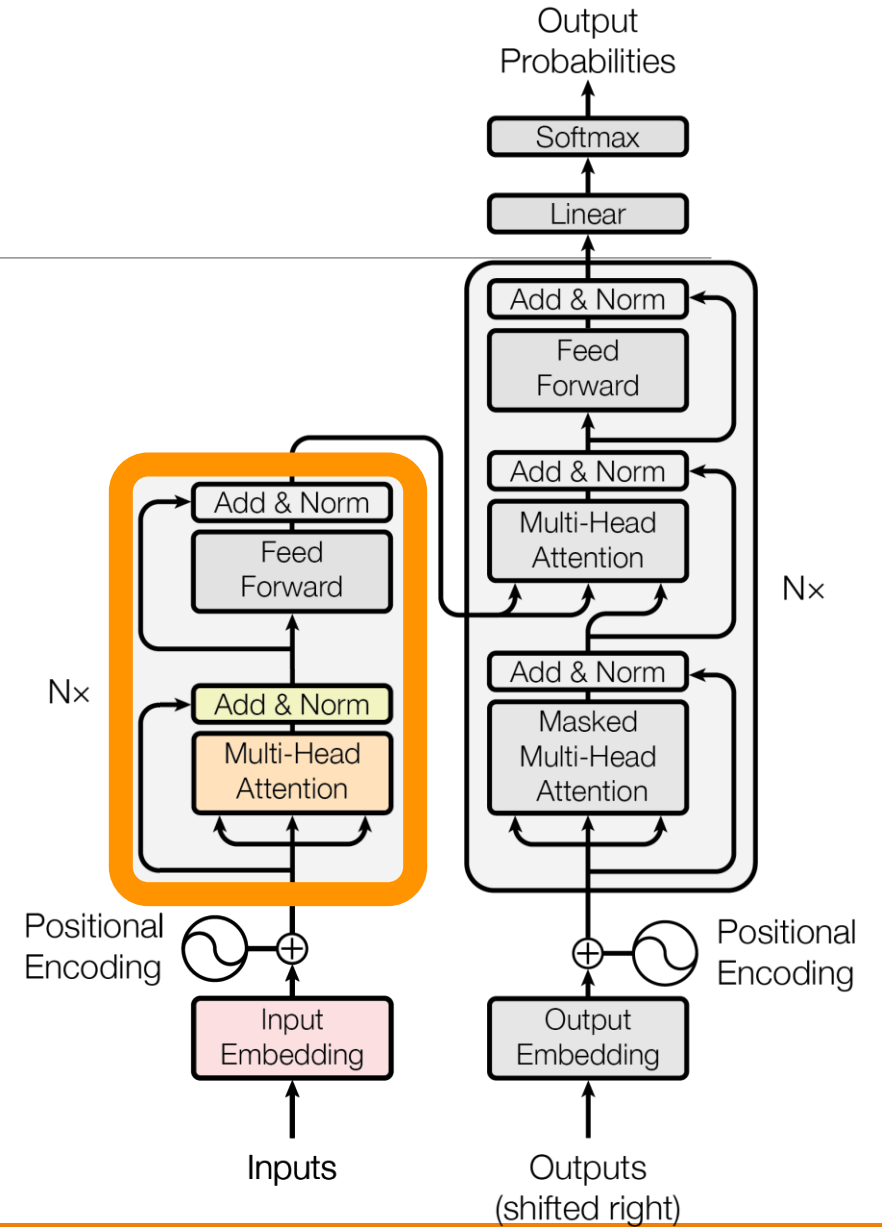 Output
Probabilities
Softmax
Linear
Add & Norm
Feed
Forward
Add & Norm
Multi-Head
Attention
Nx
Add & Norm
Masked
Multi-Head
Attention
Add & Norm
Feed
Forward
Nx
Add & Norm
Multi-Head
Attention
Positional
Encoding
Positional
Encoding
Input
Embedding
Output
Embedding
Inputs
Outputs
(shifted right)